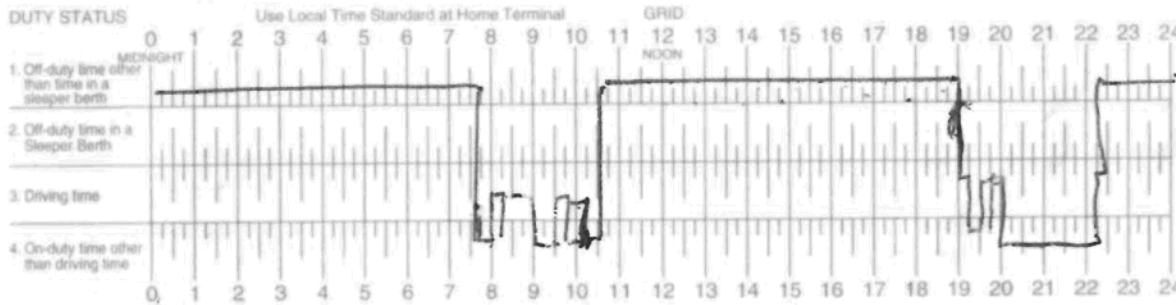 DUTY STATUS Use Local Time Standard at Home Terminal GRID
0 1 2 3 4 5 6 7 8 9 10 11 12 13 14 15 16 17 18 19 20 21 22 23 24
MIDNIGHT NOON
1. Off-duty time other
than time in a
sleeper berth
2. Off-duty time in a
Sleeper Berth
3. Driving time
4. On-duty time other
than driving time
0 1 2 3 4 5 6 7 8 9 10 11 12 13 14 15 16 17 18 19 20 21 22 23 24